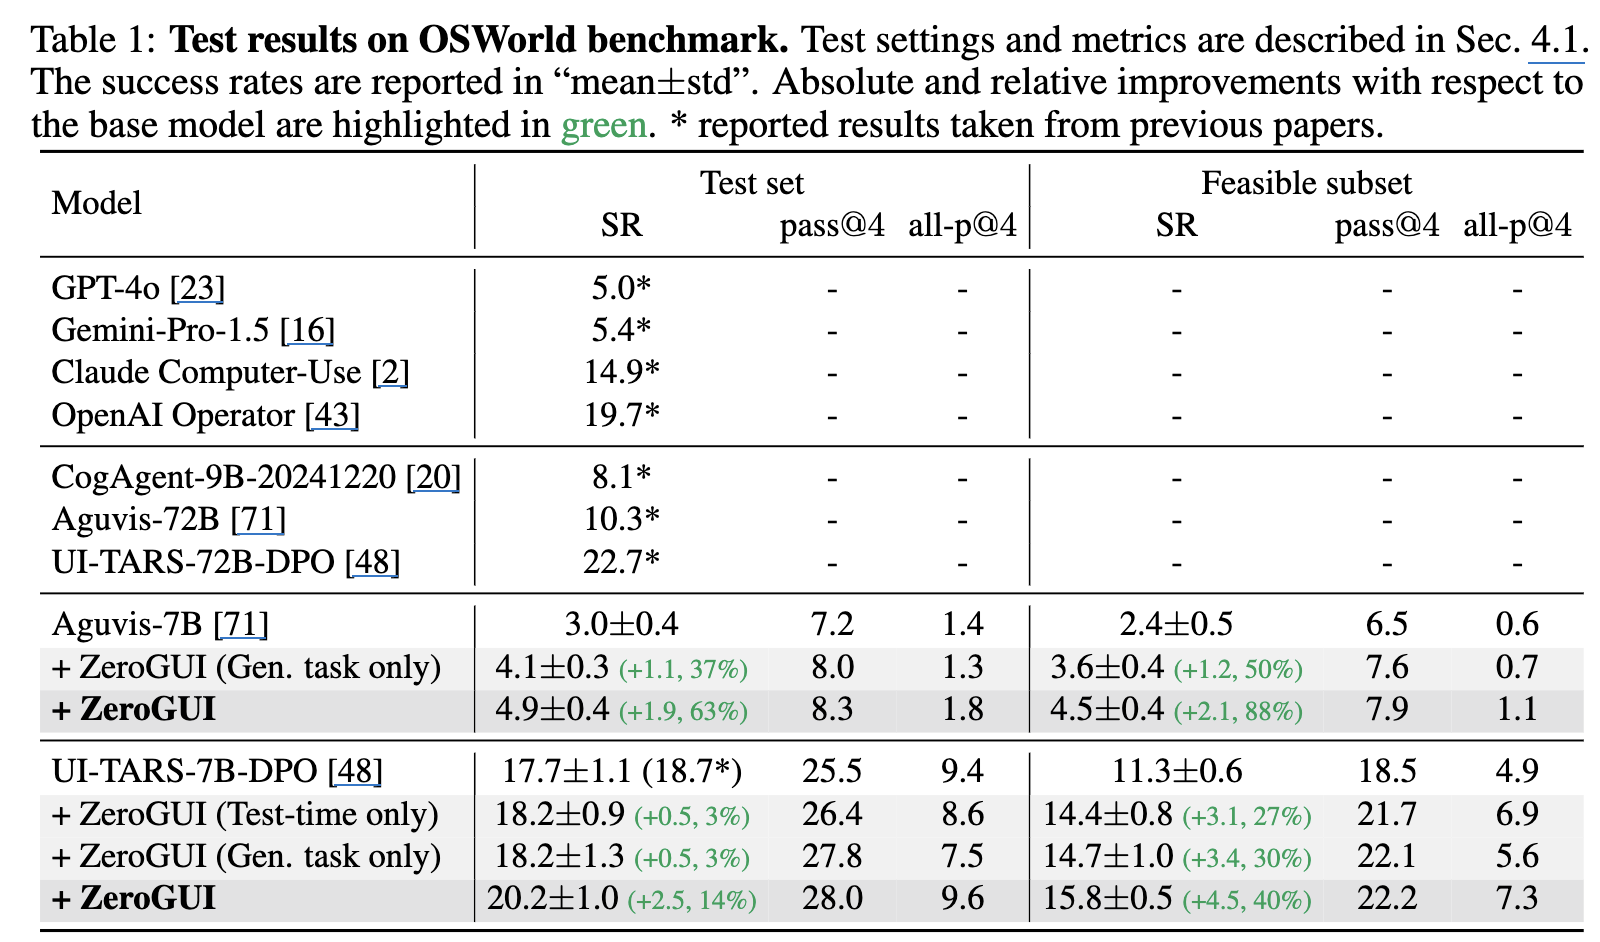 Table 1: Test results on OSWorld benchmark. Test settings and metrics are described in Sec. 4.1.
The success rates are reported in “mean±std”. Absolute and relative improvements with respect to
the base model are highlighted in green. * reported results taken from previous papers.
Model Test set Feasible subset
SR pass@4 all-p@4 SR pass@4 all-p@4
GPT-4o [23] 5.0* - - - - -
Gemini-Pro-1.5 [16] 5.4* - - - - -
Claude Computer-Use [2] 14.9* - - - - -
OpenAI Operator [43] 19.7* - - - - -
CogAgent-9B-20241220 [20] 8.1* - - - - -
Aguvis-72B [71] 10.3* - - - - -
UI-TARS-72B-DPO [48] 22.7* - - - - -
Aguvis-7B [71] 3.0±0.4 7.2 1.4 2.4±0.5 6.5 0.6
+ ZeroGUI (Gen. task only) 4.1±0.3 (+1.1, 37%) 8.0 1.3 3.6±0.4 (+1.2, 50%) 7.6 0.7
+ ZeroGUI 4.9±0.4 (+1.9, 63%) 8.3 1.8 4.5±0.4 (+2.1, 88%) 7.9 1.1
UI-TARS-7B-DPO [48] 17.7±1.1 (18.7*) 25.5 9.4 11.3±0.6 18.5 4.9
+ ZeroGUI (Test-time only) 18.2±0.9 (+0.5, 3%) 26.4 8.6 14.4±0.8 (+3.1, 27%) 21.7 6.9
+ ZeroGUI (Gen. task only) 18.2±1.3 (+0.5, 3%) 27.8 7.5 14.7±1.0 (+3.4, 30%) 22.1 5.6
+ ZeroGUI 20.2±1.0 (+2.5, 14%) 28.0 9.6 15.8±0.5 (+4.5, 40%) 22.2 7.3